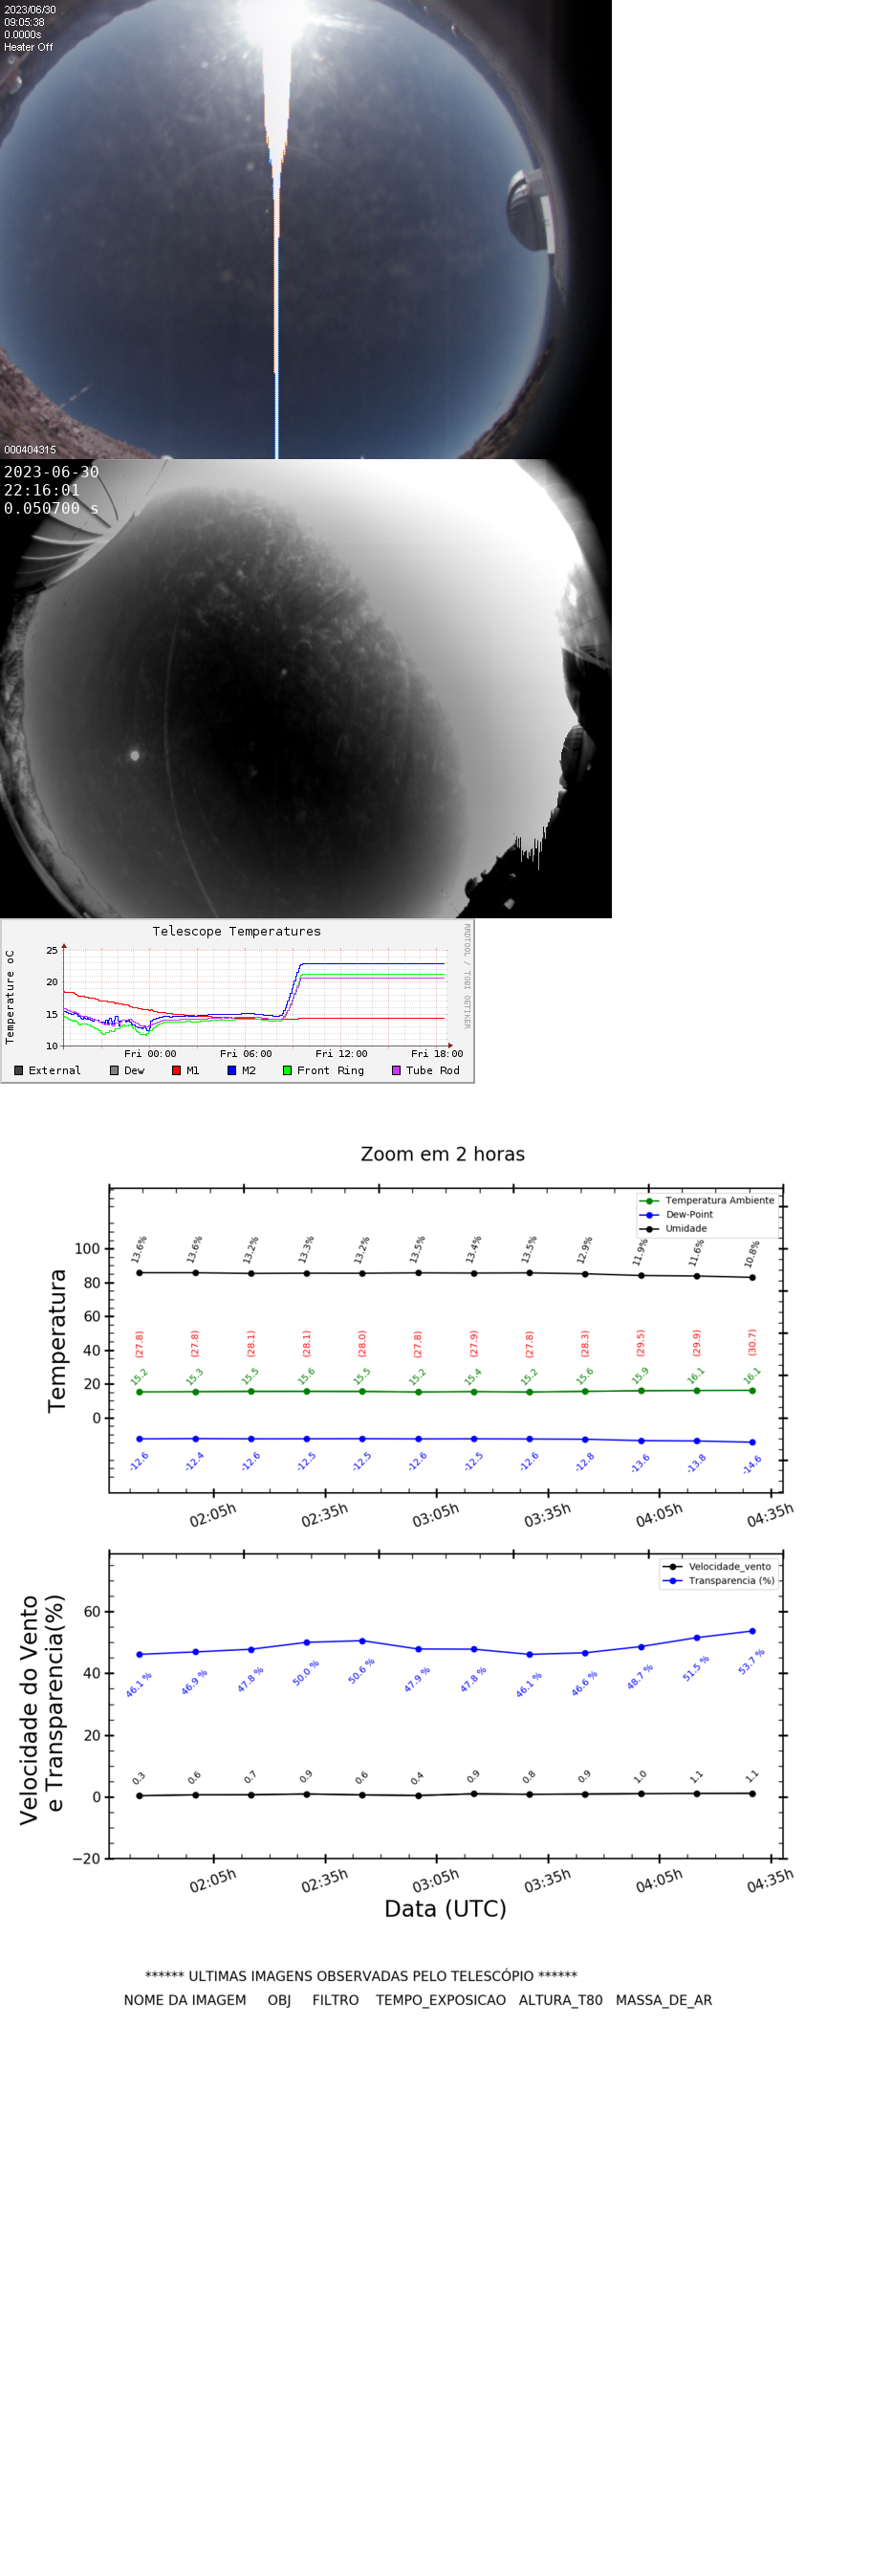 2023/06/30
09:05:38
0.0000s
Heater Off
000404315
2023-06-30
22:16:01
0.050700 s
Telescope Temperatures
RRDTOOL / TOBI OETIKER
Temperature oC
25
20
15
10
Fri 00:00 Fri 06:00 Fri 12:00 Fri 18:00
External Dew M1 M2 Front Ring Tube Rod
Zoom em 2 horas
Temperatura Ambiente
Dew-Point
Umidade
Temperatura
100
80
60
40
20
0
13.6% 13.6% 13.2% 13.3% 13.2% 13.5% 13.4% 13.5% 12.9% 11.9% 11.6% 10.8%
(27.8) (27.8) (28.1) (28.1) (28.0) (27.8) (27.9) (27.8) (28.3) (29.5) (29.9) (30.7)
15.2 15.3 15.5 15.6 15.5 15.2 15.4 15.2 15.6 15.9 16.1 16.1
-12.6 -12.4 -12.6 -12.5 -12.5 -12.6 -12.5 -12.6 -12.8 -13.6 -13.8 -14.6
02:05h 02:35h 03:05h 03:35h 04:05h 04:35h
Velocidade_vento
Transparencia (%)
Velocidade do Vento
e Transparencia(%)
60
40
20
0
−20
46.1 % 46.9 % 47.8 % 50.0 % 50.6 % 47.9 % 47.8 % 46.1 % 46.6 % 48.7 % 51.5 % 53.7 %
0.3 0.6 0.7 0.9 0.6 0.4 0.9 0.8 0.9 1.0 1.1 1.1
02:05h 02:35h 03:05h 03:35h 04:05h 04:35h
Data (UTC)
****** ULTIMAS IMAGENS OBSERVADAS PELO TELESCÓPIO ******
NOME DA IMAGEM OBJ FILTRO TEMPO_EXPOSICAO ALTURA_T80 MASSA_DE_AR